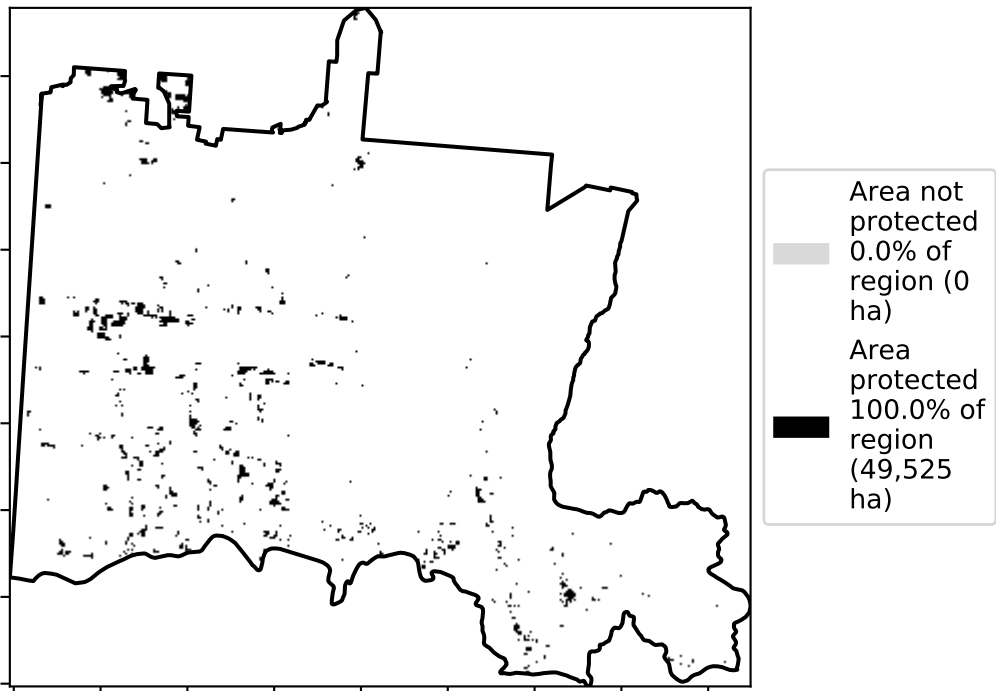 Area not
protected
0.0% of
region (0
ha)
Area
protected
100.0% of
region
(49,525
ha)